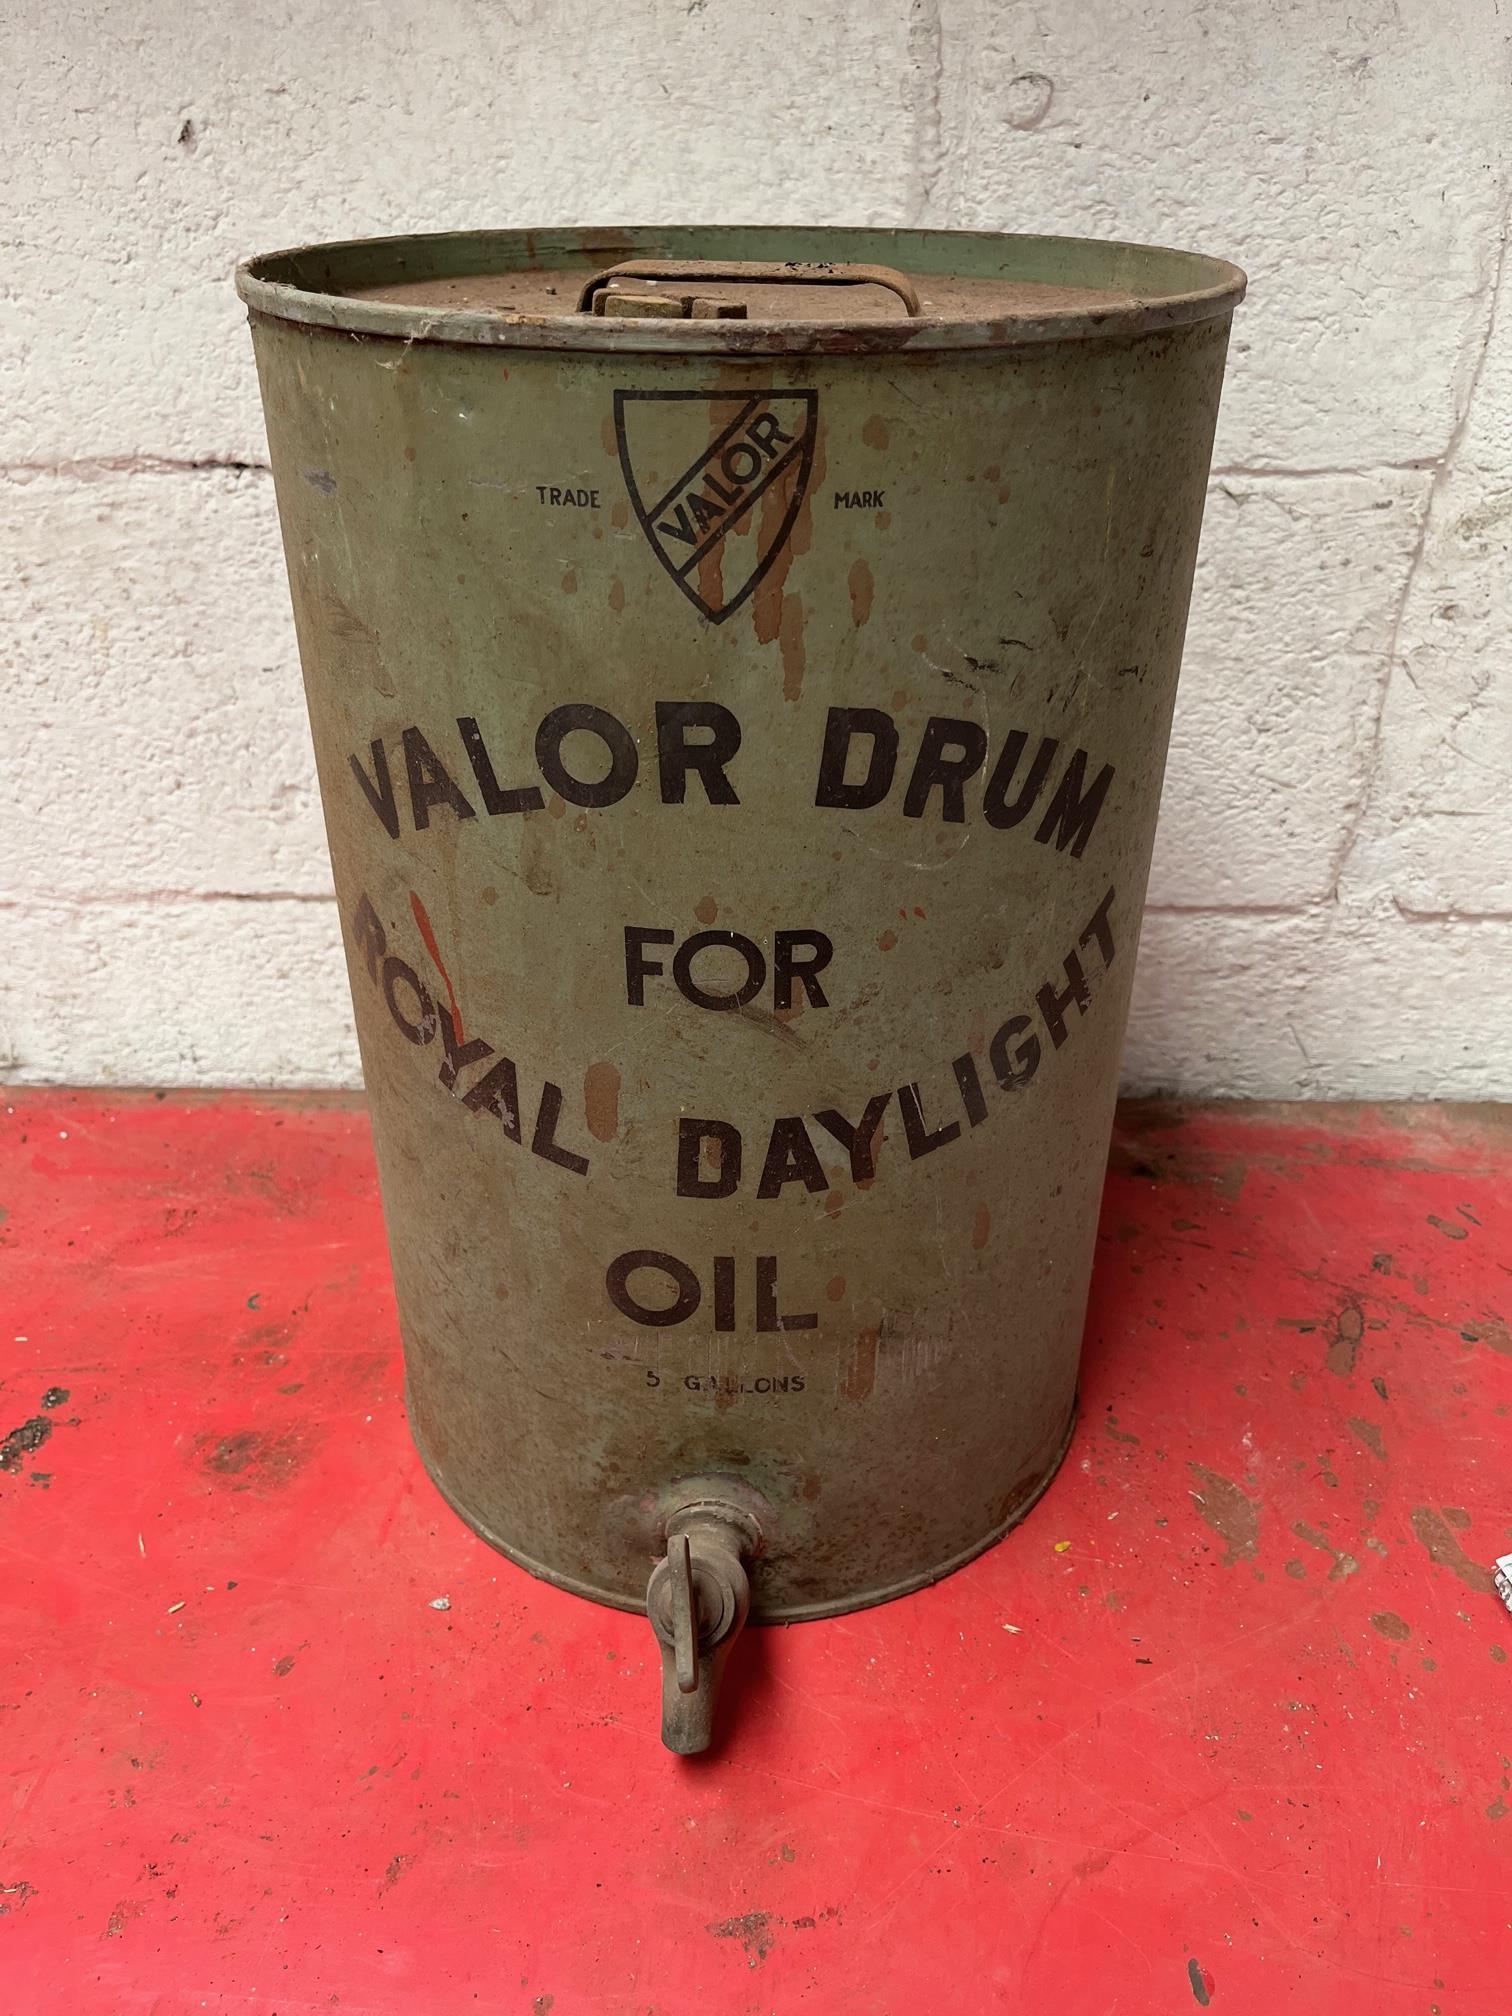 VALOR
TRADE MARK
VALOR DRUM
FOR
ROYAL DAYLIGHT
OIL
5 GALLONS